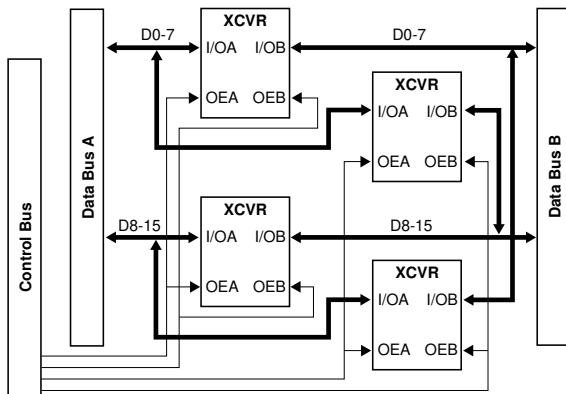 XCVR
D0-7
I/OA I/OB
D0-7
OEA OEB
XCVR
I/OA I/OB
OEA OEB
Data Bus A
Data Bus B
Control Bus
XCVR
D8-15
I/OA I/OB
D8-15
OEA OEB
XCVR
I/OA I/OB
OEA OEB